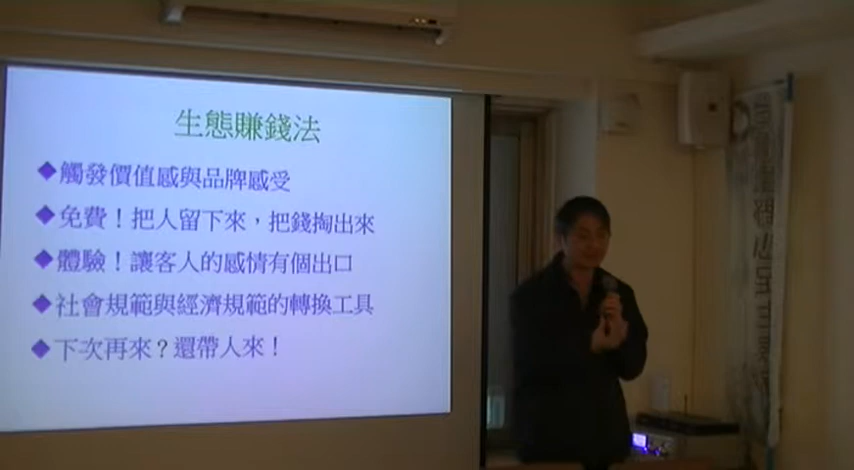 生態賺錢法
◆觸發價值感與品牌感受
◆免費！把人留下來，把錢掏出來
◆體驗！讓客人的感情有個出口
◆社會規範與經濟規範的轉換工具
◆下次再來？還帶人來！